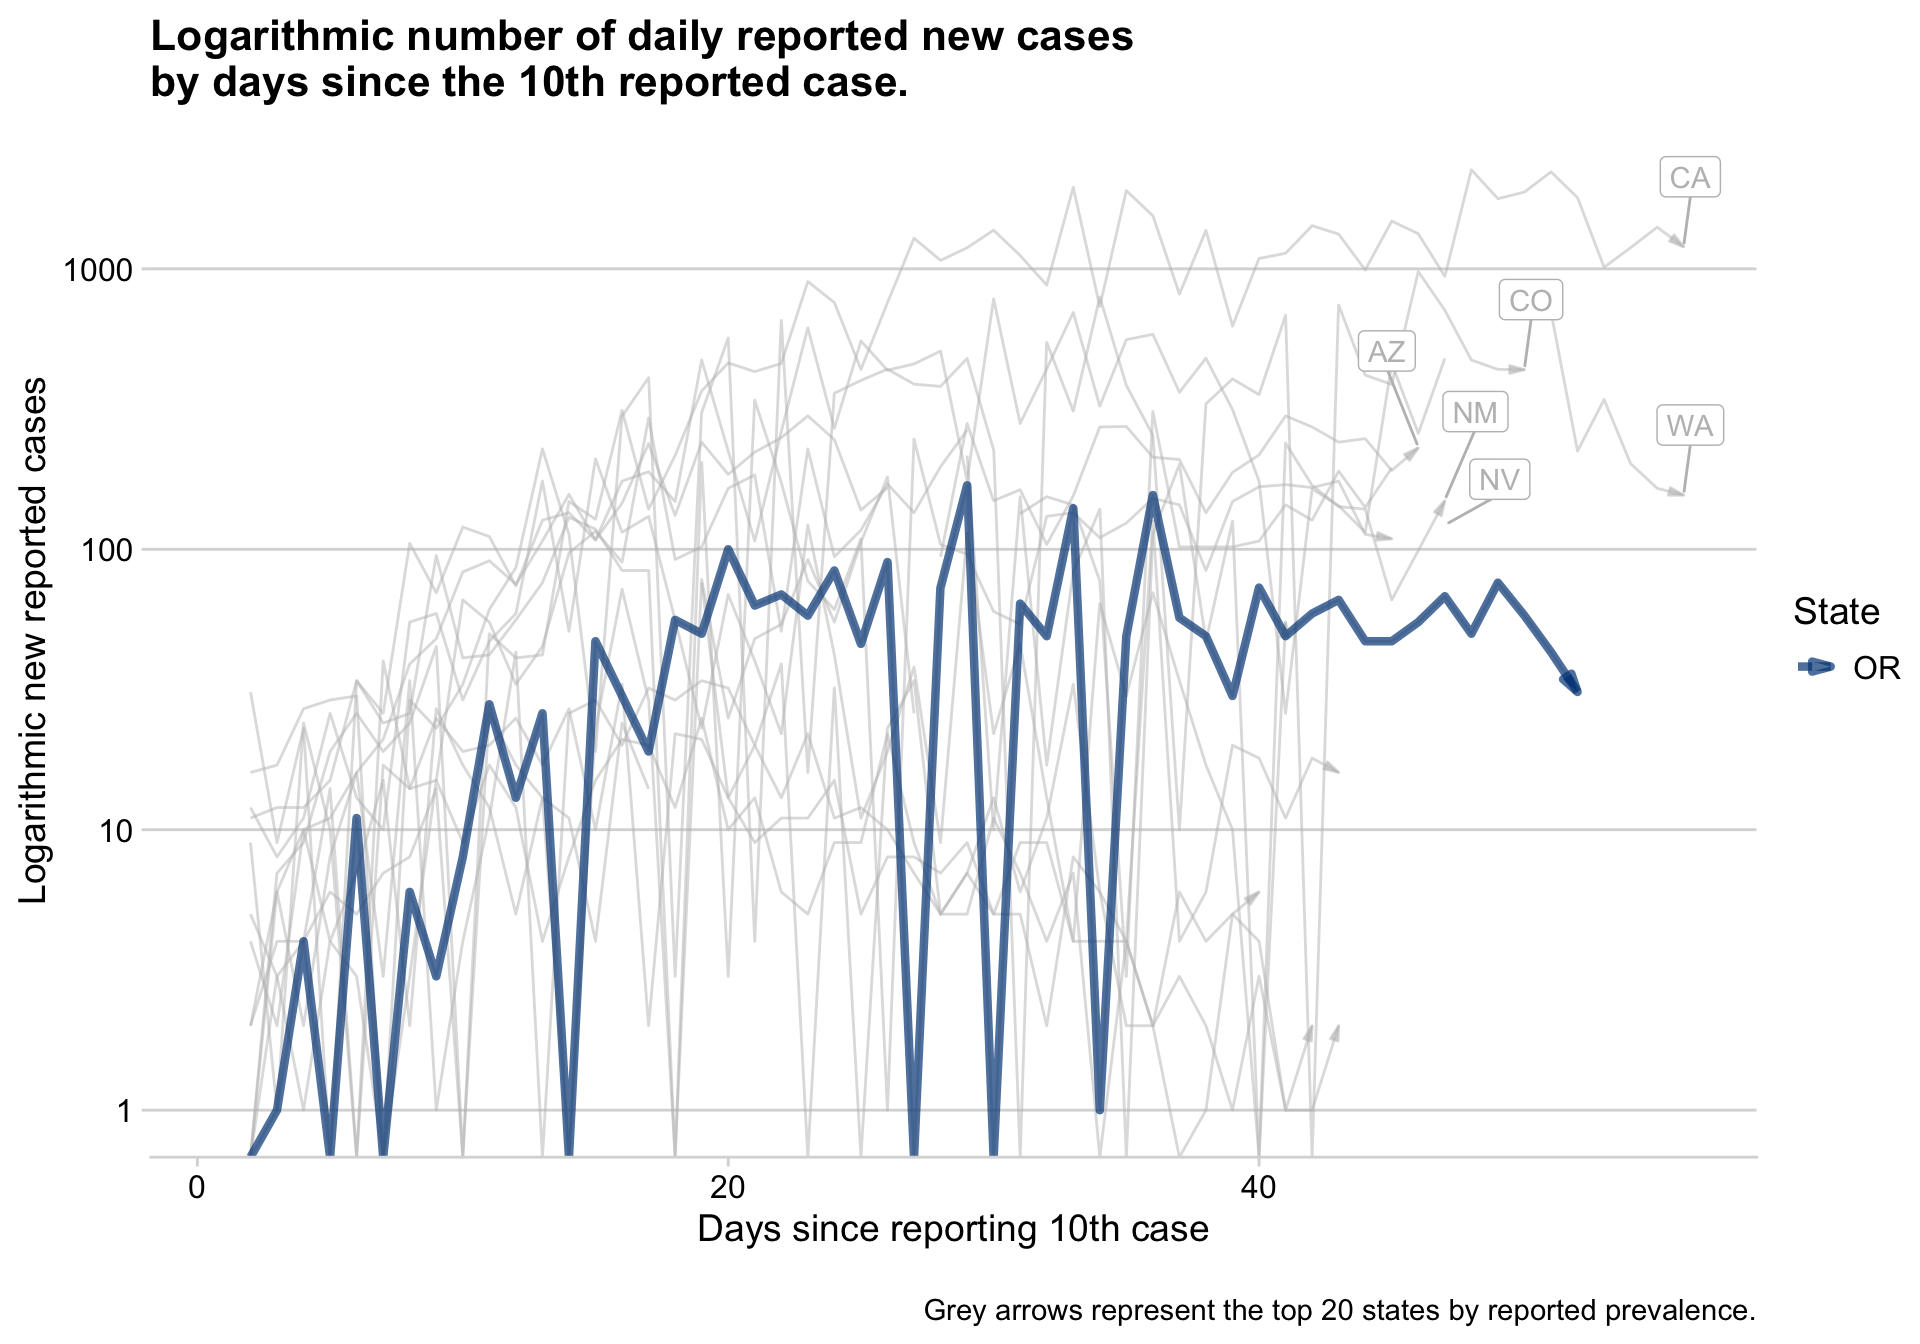 Logarithmic number of daily reported new cases
by days since the 10th reported case.
Logarithmic new reported cases
1000
100
10
1
CA
CO
AZ
NM
WA
NV
State
OR
0
20
40
Days since reporting 10th case
Grey arrows represent the top 20 states by reported prevalence.